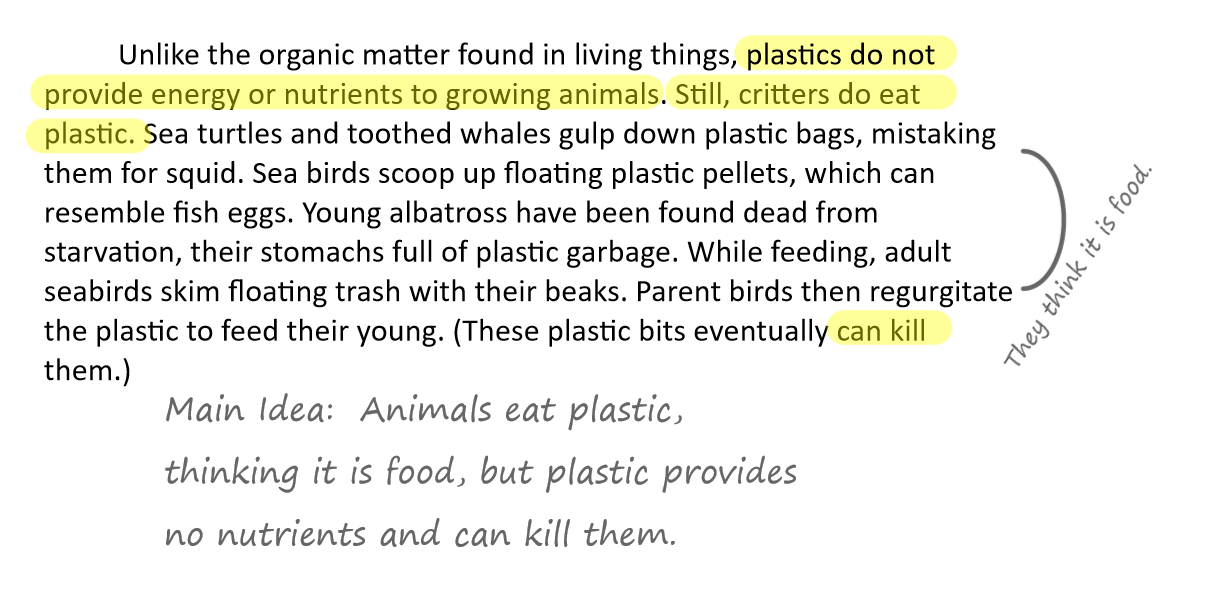 Unlike the organic matter found in living things, plastics do not
provide energy or nutrients to growing animals. Still, critters do eat
plastic. Sea turtles and toothed whales gulp down plastic bags, mistaking
them for squid. Sea birds scoop up floating plastic pellets, which can
resemble fish eggs. Young albatross have been found dead from
starvation, their stomachs full of plastic garbage. While feeding, adult
seabirds skim floating trash with their beaks. Parent birds then regurgitate
the plastic to feed their young. (These plastic bits eventually can kill
them.)
They think it is food.
Main Idea: Animals eat plastic,
thinking it is food, but plastic provides
no nutrients and can kill them.